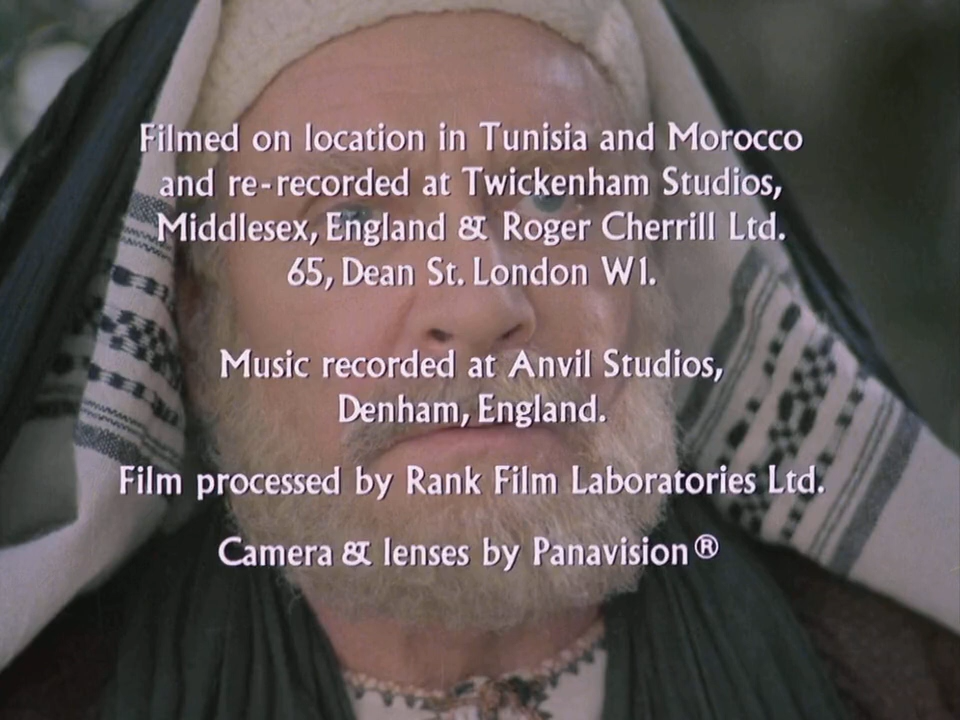 Filmed on location in Tunisia and Morocco
and re-recorded at Twickenham Studios,
Middlesex, England & Roger Cherrill Ltd.
65, Dean St. London W1.
Music recorded at Anvil Studios,
Denham, England.
Film processed by Rank Film Laboratories Ltd.
Camera & lenses by Panavision®